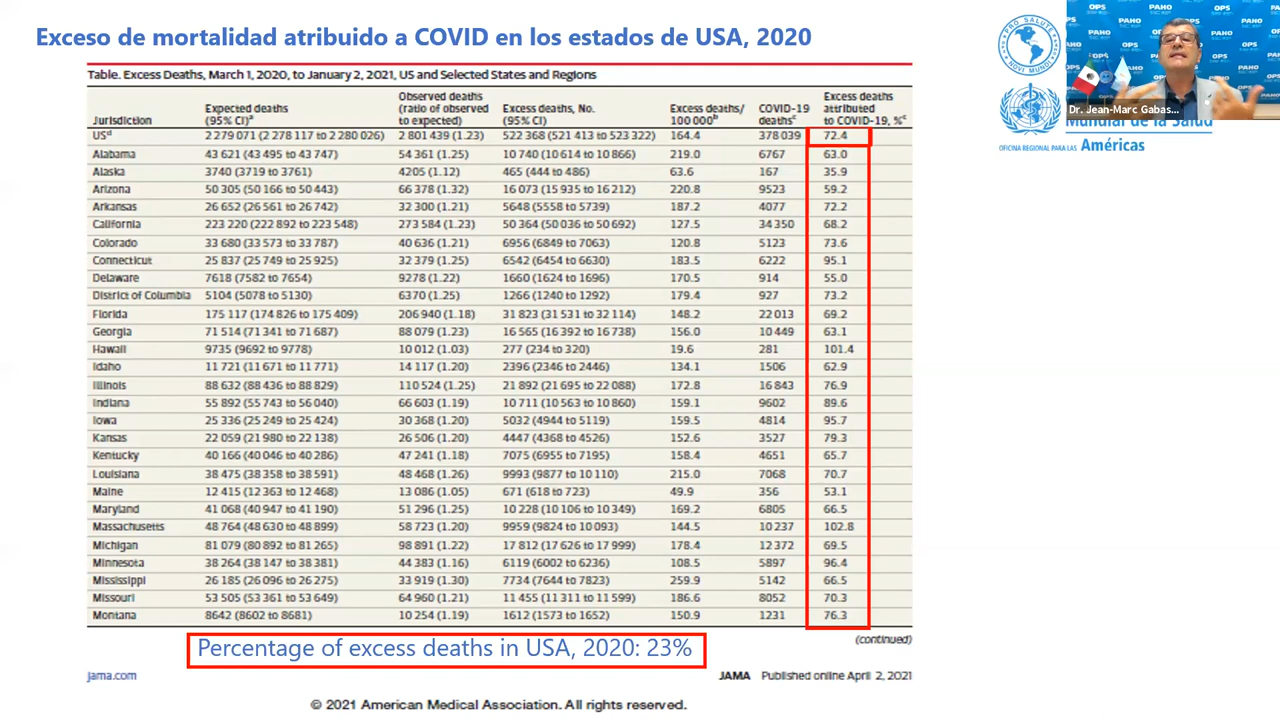 Exceso de mortalidad atribuido a COVID en los estados de USA, 2020
Table. Excess Deaths, March 1, 2020, to January 2, 2021, US and Selected States and Regions
Jurisdiction Expected deaths (95% CI)a Observed deaths (ratio of observed to expected) Excess deaths, No. (95% CI) Excess deaths/ 100 000b COVID-19 deathsc Excess deaths attributed to COVID-19, %c
USd 2 279 071 (2 278 117 to 2 280 026) 2 801 439 (1.23) 522 368 (521 413 to 523 322) 164.4 378 039 72.4
Alabama 43 621 (43 495 to 43 747) 54 361 (1.25) 10 740 (10 614 to 10 866) 219.0 6767 63.0
Alaska 3740 (3719 to 3761) 4205 (1.12) 465 (444 to 486) 63.6 167 35.9
Arizona 50 305 (50 166 to 50 443) 66 378 (1.32) 16 073 (15 935 to 16 212) 220.8 9523 59.2
Arkansas 26 652 (26 561 to 26 742) 32 300 (1.21) 5648 (5558 to 5739) 187.2 4077 72.2
California 223 220 (222 892 to 223 548) 273 584 (1.23) 50 364 (50 036 to 50 692) 127.5 34 350 68.2
Colorado 33 680 (33 573 to 33 787) 40 636 (1.21) 6956 (6849 to 7063) 120.8 5123 73.6
Connecticut 25 837 (25 749 to 25 925) 32 379 (1.25) 6542 (6454 to 6630) 183.5 6222 95.1
Delaware 7618 (7582 to 7654) 9278 (1.22) 1660 (1624 to 1696) 170.5 914 55.0
District of Columbia 5104 (5078 to 5130) 6370 (1.25) 1266 (1240 to 1292) 179.4 927 73.2
Florida 175 117 (174 826 to 175 409) 206 940 (1.18) 31 823 (31 531 to 32 114) 148.2 22 013 69.2
Georgia 71 514 (71 341 to 71 687) 88 079 (1.23) 16 565 (16 392 to 16 738) 156.0 10 449 63.1
Hawaii 9735 (9692 to 9778) 10 012 (1.03) 277 (234 to 320) 19.6 281 101.4
Idaho 11 721 (11 671 to 11 771) 14 117 (1.20) 2396 (2346 to 2446) 134.1 1506 62.9
Illinois 88 632 (88 436 to 88 829) 110 524 (1.25) 21 892 (21 695 to 22 088) 172.8 16 843 76.9
Indiana 55 892 (55 743 to 56 040) 66 603 (1.19) 10 711 (10 563 to 10 860) 159.1 9602 89.6
Iowa 25 336 (25 249 to 25 424) 30 368 (1.20) 5032 (4944 to 5119) 159.5 4814 95.7
Kansas 22 059 (21 980 to 22 138) 26 506 (1.20) 4447 (4368 to 4526) 152.6 3527 79.3
Kentucky 40 166 (40 046 to 40 286) 47 241 (1.18) 7075 (6955 to 7195) 158.4 4651 65.7
Louisiana 38 475 (38 358 to 38 591) 48 468 (1.26) 9993 (9877 to 10 110) 215.0 7068 70.7
Maine 12 415 (12 363 to 12 468) 13 086 (1.05) 671 (618 to 723) 49.9 356 53.1
Maryland 41 068 (40 947 to 41 190) 51 296 (1.25) 10 228 (10 106 to 10 349) 169.2 6805 66.5
Massachusetts 48 764 (48 630 to 48 899) 58 723 (1.20) 9959 (9824 to 10 093) 144.5 10 237 102.8
Michigan 81 079 (80 892 to 81 265) 98 891 (1.22) 17 812 (17 626 to 17 999) 178.4 12 372 69.5
Minnesota 38 264 (38 147 to 38 381) 44 383 (1.16) 6119 (6002 to 6236) 108.5 5897 96.4
Mississippi 26 185 (26 096 to 26 275) 33 919 (1.30) 7734 (7644 to 7823) 259.9 5142 66.5
Missouri 53 505 (53 361 to 53 649) 64 960 (1.21) 11 455 (11 311 to 11 599) 186.6 8052 70.3
Montana 8642 (8602 to 8681) 10 254 (1.19) 1612 (1573 to 1652) 150.9 1231 76.3
(continued)
Percentage of excess deaths in USA, 2020: 23%
jama.com
JAMA Published online April 2, 2021
© 2021 American Medical Association. All rights reserved.
PRO SALUTE
NOVI MUNDI
OPS
PAHO
OPS
PAHO
OPS
PAHO
Dr. Jean-Marc Gabas...
Mundial de la Salud
OFICINA REGIONAL PARA LAS Américas